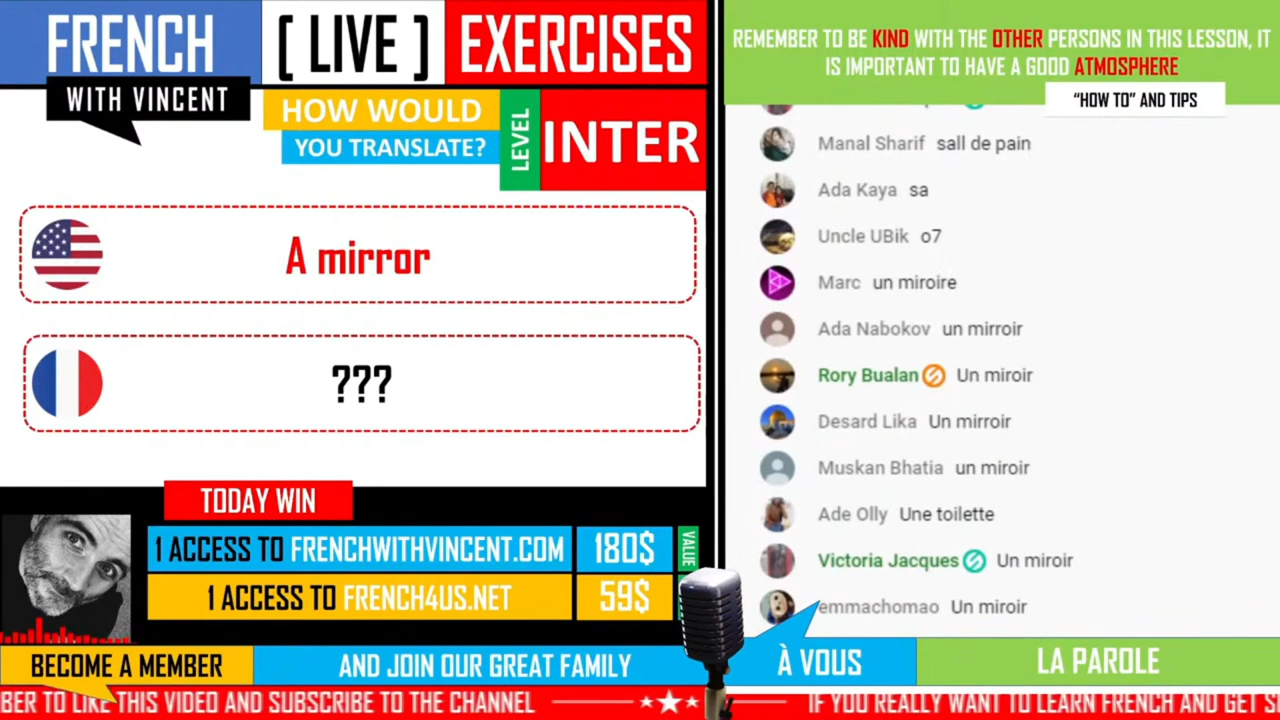 FRENCH
WITH VINCENT
[ LIVE ]
EXERCISES
HOW WOULD
YOU TRANSLATE?
LEVEL
INTER
A mirror
???
TODAY WIN
1 ACCESS TO FRENCHWITHVINCENT.COM 180$
1 ACCESS TO FRENCH4US.NET 59$
VALUE
REMEMBER TO BE KIND WITH THE OTHER PERSONS IN THIS LESSON, IT
IS IMPORTANT TO HAVE A GOOD ATMOSPHERE
"HOW TO" AND TIPS
Manal Sharif sall de pain
Ada Kaya sa
Uncle UBik o7
Marc un miroire
Ada Nabokov un mirroir
Rory Bualan Un miroir
Desard Lika Un mirroir
Muskan Bhatia un miroir
Ade Olly Une toilette
Victoria Jacques Un miroir
emmachomao Un miroir
BECOME A MEMBER
AND JOIN OUR GREAT FAMILY
À VOUS
LA PAROLE
BER TO LIKE THIS VIDEO AND SUBSCRIBE TO THE CHANNEL
IF YOU REALLY WANT TO LEARN FRENCH AND GET